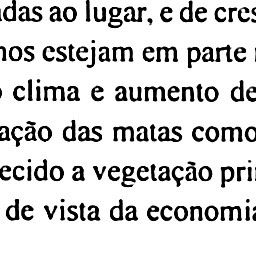 das ao lugar, e de cres
nos estejam em parte
clima e aumento de
ação das matas como
ecido a vegetação pri
de vista da economia